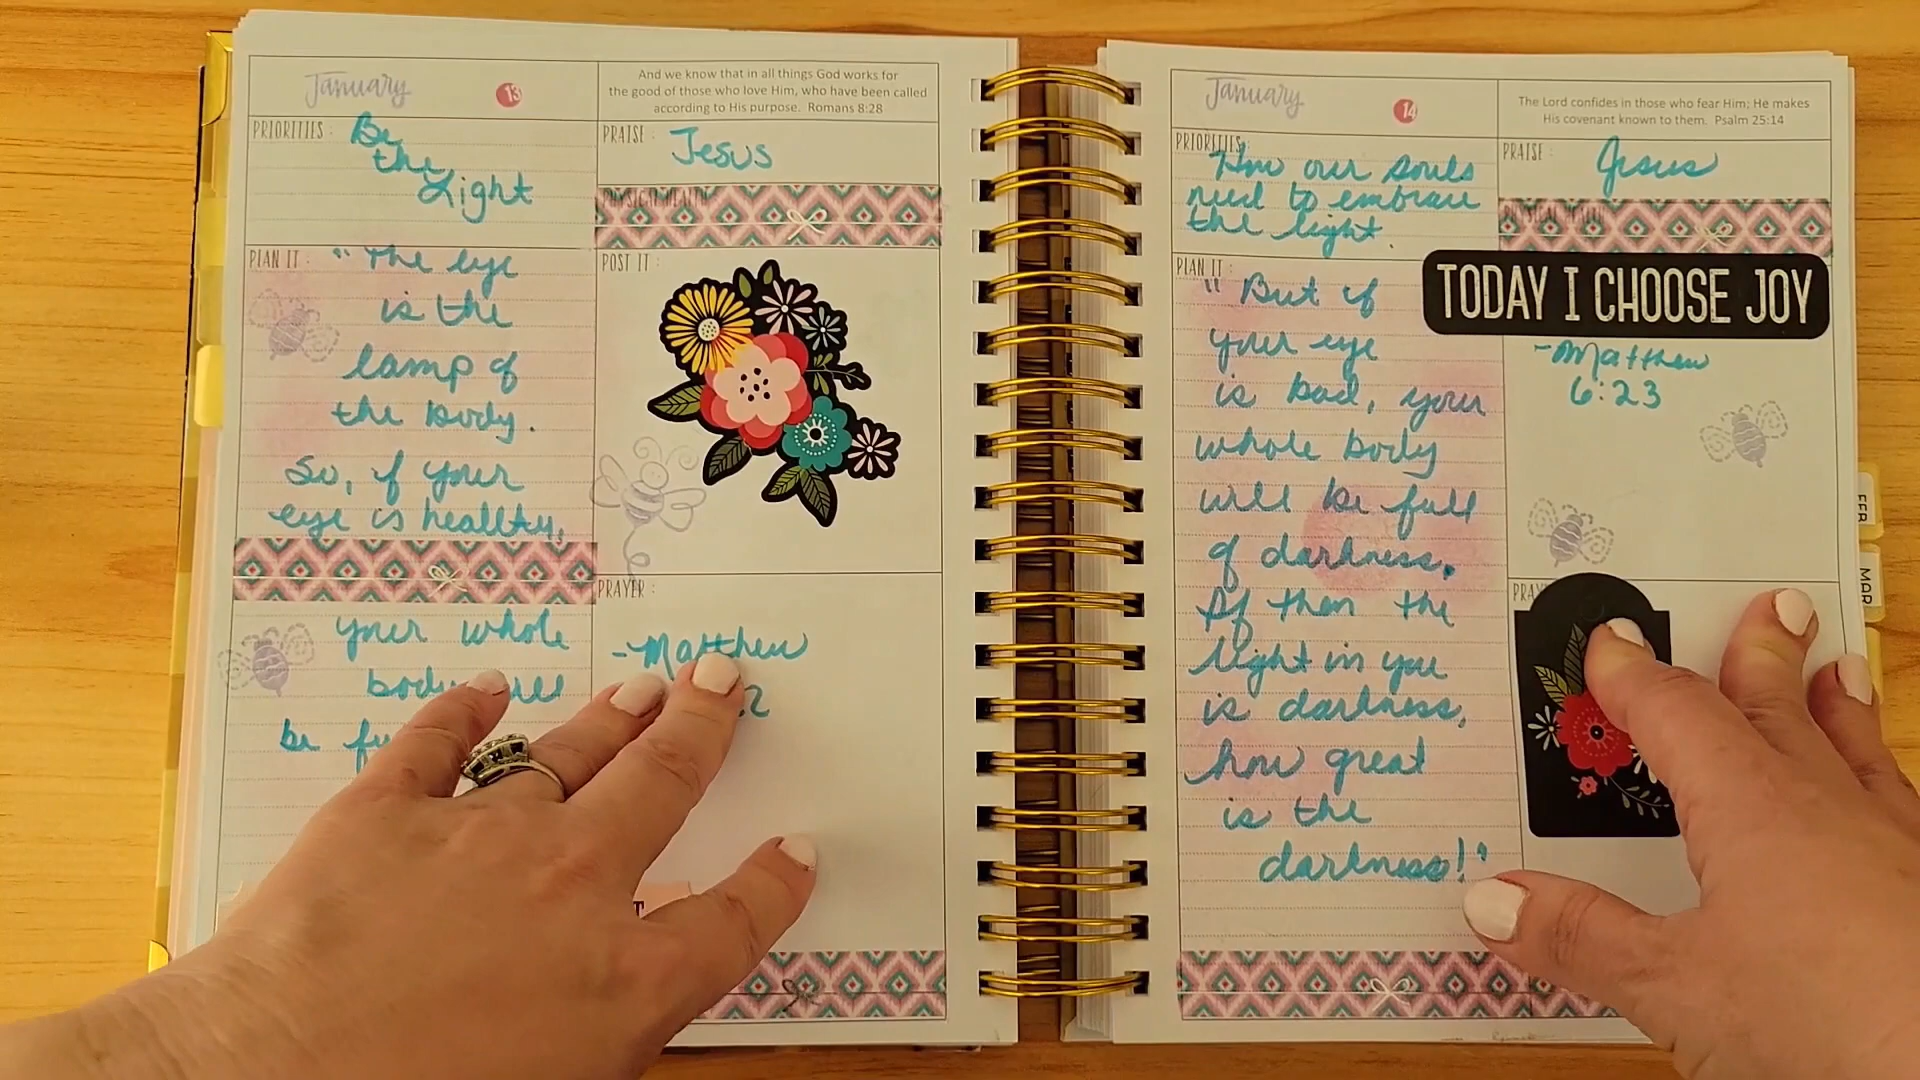 January 13
And we know that in all things God works for
the good of those who love Him, who have been called
according to His purpose. Romans 8:28
PRIORITIES :
Be
the
Light
PRAISE :
Jesus
PHYSICAL HEALTH
PLAN IT :
"The eye
is the
lamp of
the body.
So, if your
eye is healthy,
your whole
body
be
POST IT :
PRAYER :
-Matthew
January 14
The Lord confides in those who fear Him; He makes
His covenant known to them. Psalm 25:14
PRIORITIES:
How our souls
need to embrace
the light.
PRAISE :
Jesus
PHYSICAL HEALTH
PLAN IT :
"But if
your eye
is bad, your
whole body
will be full
of darkness.
If then the
light in you
is darkness,
how great
is the
darkness!"
TODAY I CHOOSE JOY
-Matthew
6:23
FEB
MAR